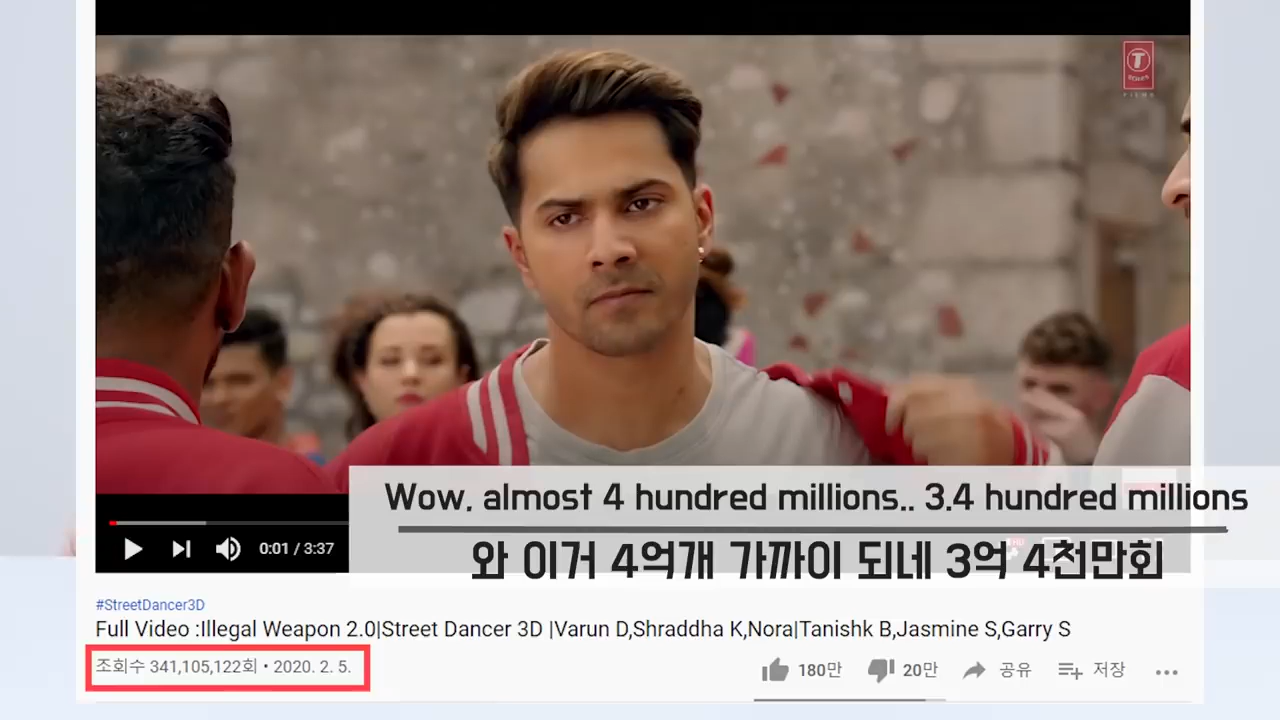 T
SERIES
FILMS
Wow, almost 4 hundred millions.. 3.4 hundred millions
와 이거 4억개 가까이 되네 3억 4천만회
0:01 / 3:37
HD
#StreetDancer3D
Full Video :Illegal Weapon 2.0|Street Dancer 3D |Varun D,Shraddha K,Nora|Tanishk B,Jasmine S,Garry S
조회수 341,105,122회 • 2020. 2. 5.
180만 20만 공유 저장